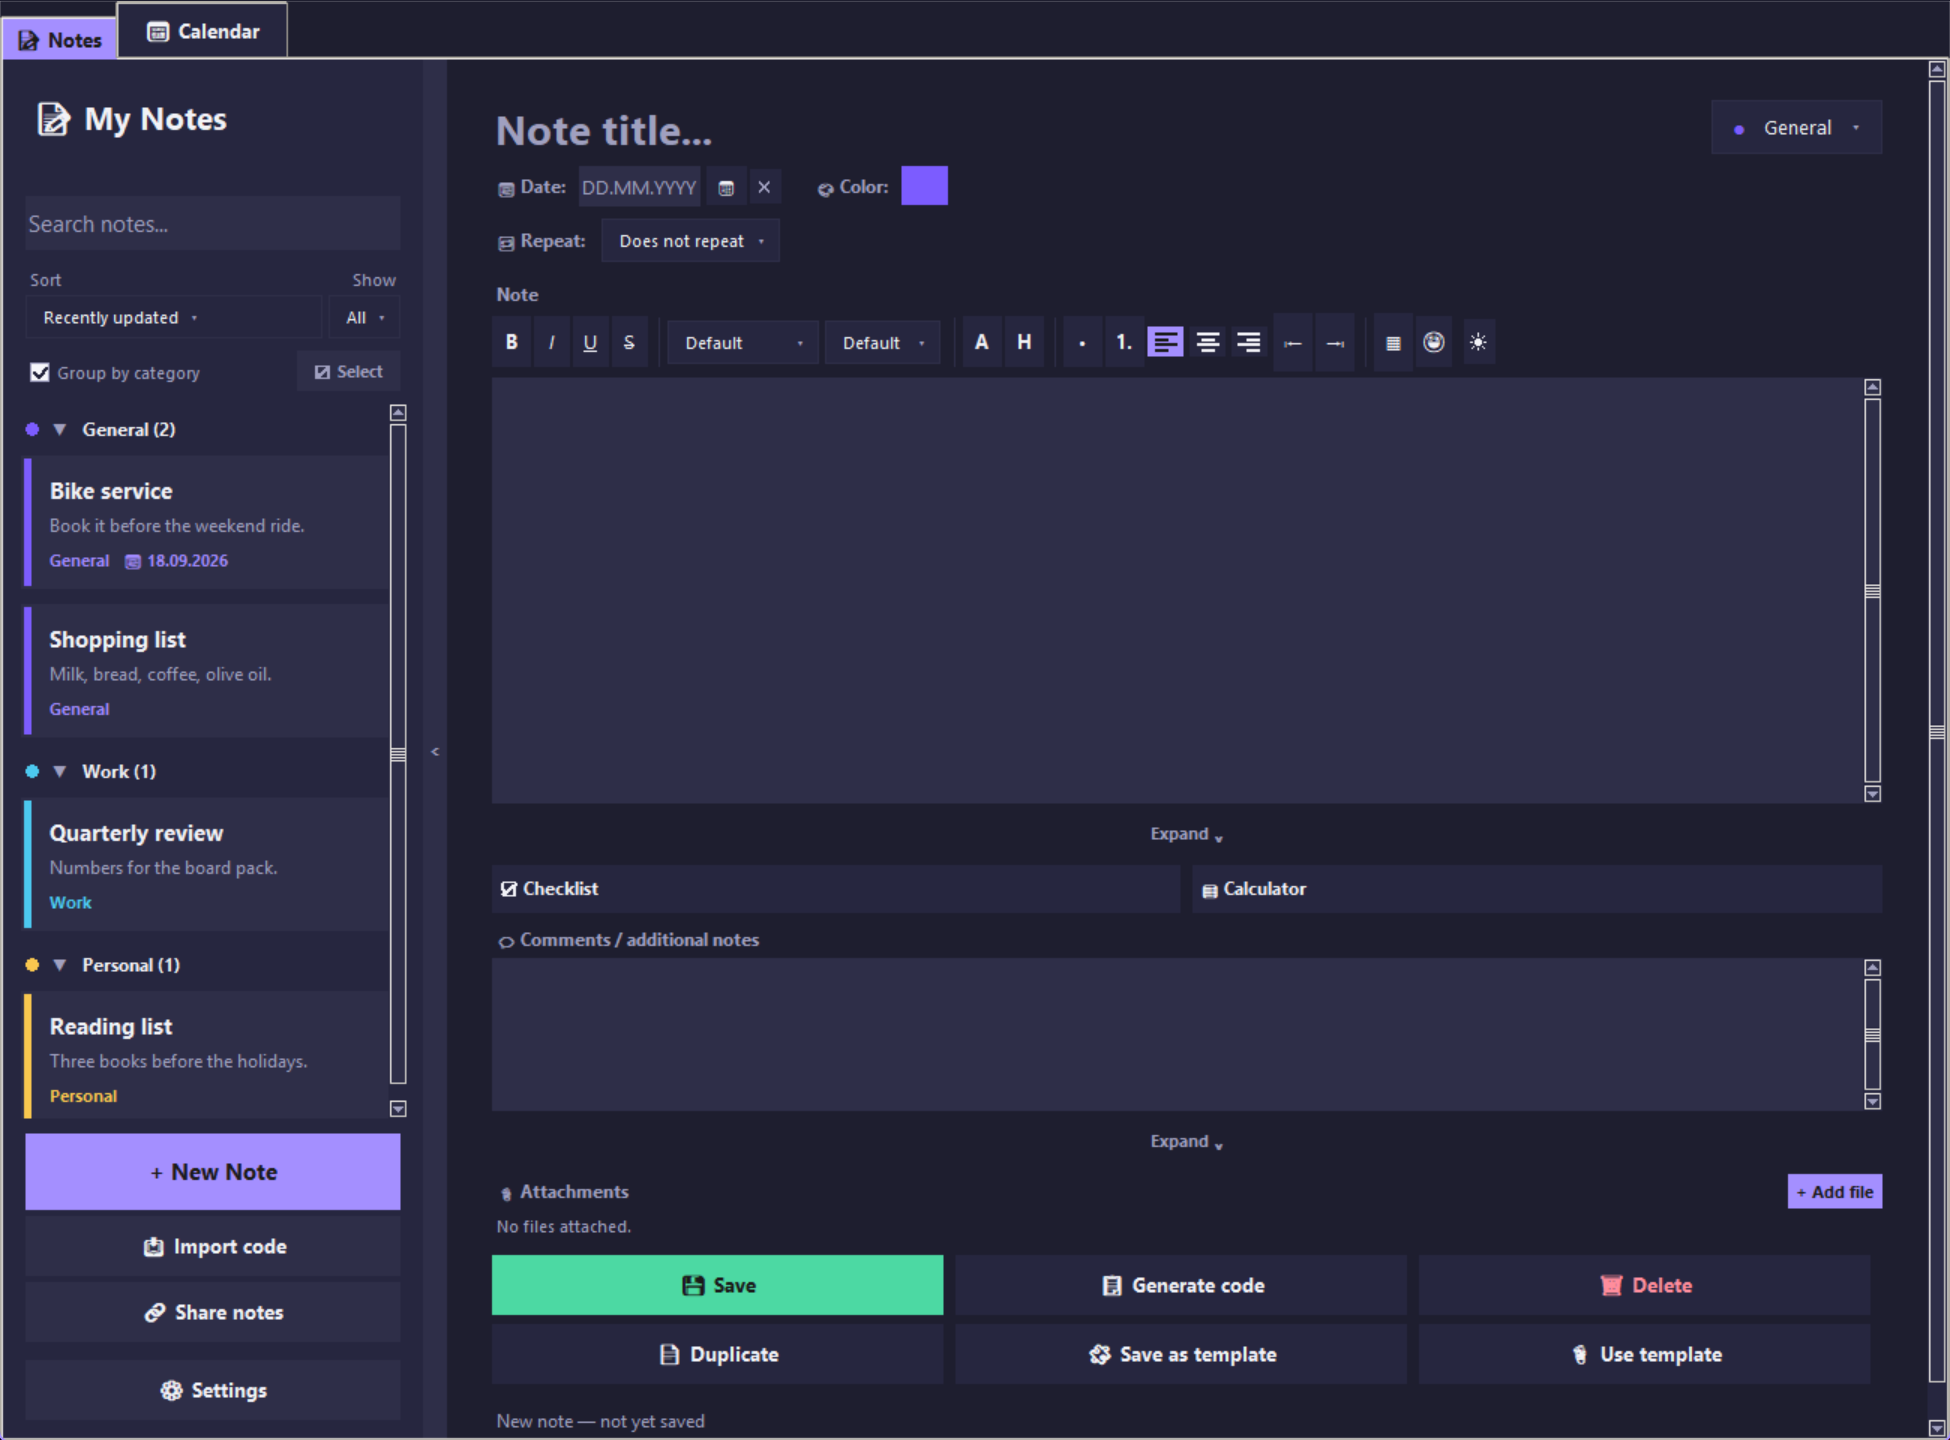 Notes
Calendar
My Notes
Search notes...
Sort
Show
Recently updated
All
Group by category
Select
General (2)
Bike service
Book it before the weekend ride.
General 18.09.2026
Shopping list
Milk, bread, coffee, olive oil.
General
Work (1)
Quarterly review
Numbers for the board pack.
Work
Personal (1)
Reading list
Three books before the holidays.
Personal
+ New Note
Import code
Share notes
Settings
<
Note title...
General
Date: DD.MM.YYYY
Color:
Repeat: Does not repeat
Note
B I U S Default Default A H • 1.
Expand
Checklist
Calculator
Comments / additional notes
Expand
Attachments
+ Add file
No files attached.
Save
Generate code
Delete
Duplicate
Save as template
Use template
New note — not yet saved